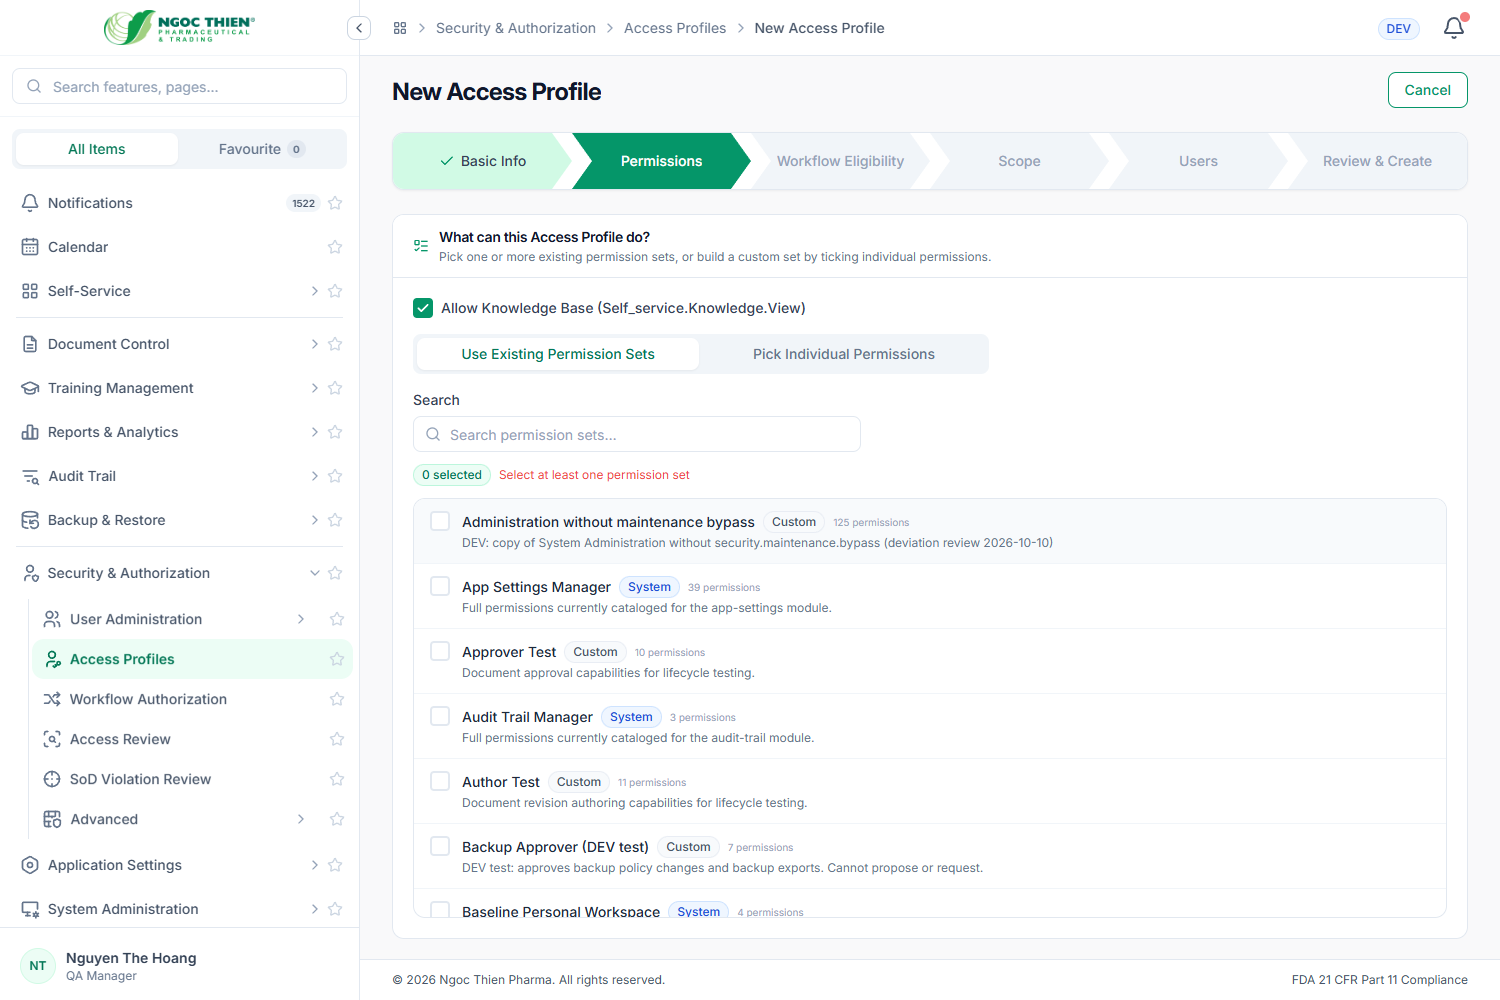 NGOC THIEN®
PHARMACEUTICAL
& TRADING
Search features, pages...
All Items
Favourite 0
Notifications 1522
Calendar
Self-Service
Document Control
Training Management
Reports & Analytics
Audit Trail
Backup & Restore
Security & Authorization
User Administration
Access Profiles
Workflow Authorization
Access Review
SoD Violation Review
Advanced
Application Settings
System Administration
NT
Nguyen The Hoang
QA Manager
Security & Authorization > Access Profiles > New Access Profile
DEV
New Access Profile
Cancel
Basic Info
Permissions
Workflow Eligibility
Scope
Users
Review & Create
What can this Access Profile do?
Pick one or more existing permission sets, or build a custom set by ticking individual permissions.
Allow Knowledge Base (Self_service.Knowledge.View)
Use Existing Permission Sets
Pick Individual Permissions
Search
Search permission sets...
0 selected Select at least one permission set
Administration without maintenance bypass Custom 125 permissions
DEV: copy of System Administration without security.maintenance.bypass (deviation review 2026-10-10)
App Settings Manager System 39 permissions
Full permissions currently cataloged for the app-settings module.
Approver Test Custom 10 permissions
Document approval capabilities for lifecycle testing.
Audit Trail Manager System 3 permissions
Full permissions currently cataloged for the audit-trail module.
Author Test Custom 11 permissions
Document revision authoring capabilities for lifecycle testing.
Backup Approver (DEV test) Custom 7 permissions
DEV test: approves backup policy changes and backup exports. Cannot propose or request.
Baseline Personal Workspace System 4 permissions
© 2026 Ngoc Thien Pharma. All rights reserved.
FDA 21 CFR Part 11 Compliance